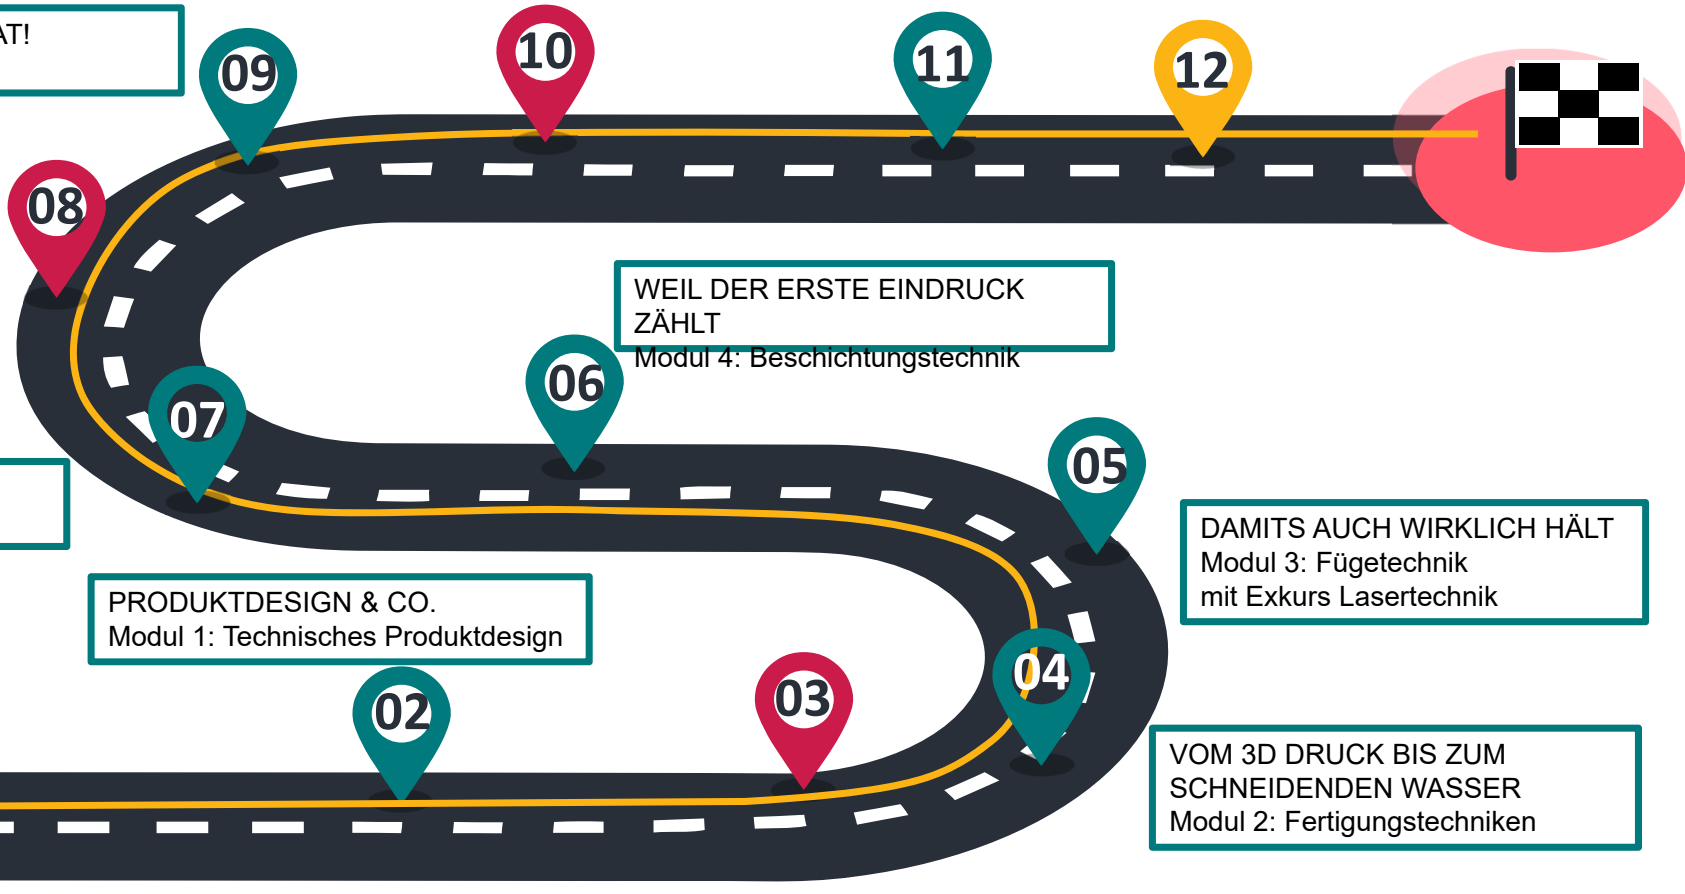 AT!
09
10
11
12
08
WEIL DER ERSTE EINDRUCK
ZÄHLT
Modul 4: Beschichtungstechnik
07
06
05
DAMITS AUCH WIRKLICH HÄLT
Modul 3: Fügetechnik
mit Exkurs Lasertechnik
PRODUKTDESIGN & CO.
Modul 1: Technisches Produktdesign
02
03
04
VOM 3D DRUCK BIS ZUM
SCHNEIDENDEN WASSER
Modul 2: Fertigungstechniken